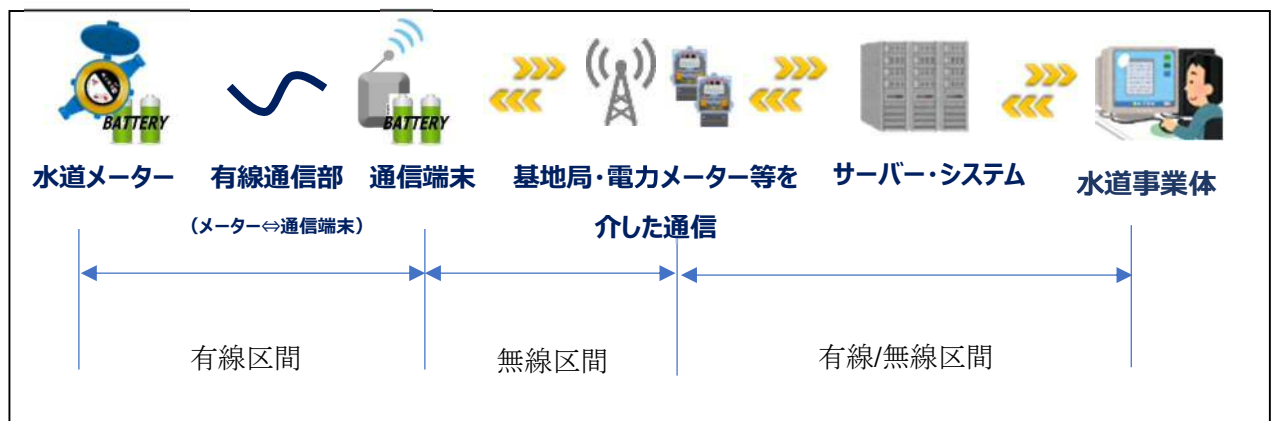 BATTERY
BATTERY
水道メーター
有線通信部
(メーター⇔通信端末)
通信端末
基地局・電力メーター等を
介した通信
サーバー・システム
水道事業体
有線区間
無線区間
有線/無線区間